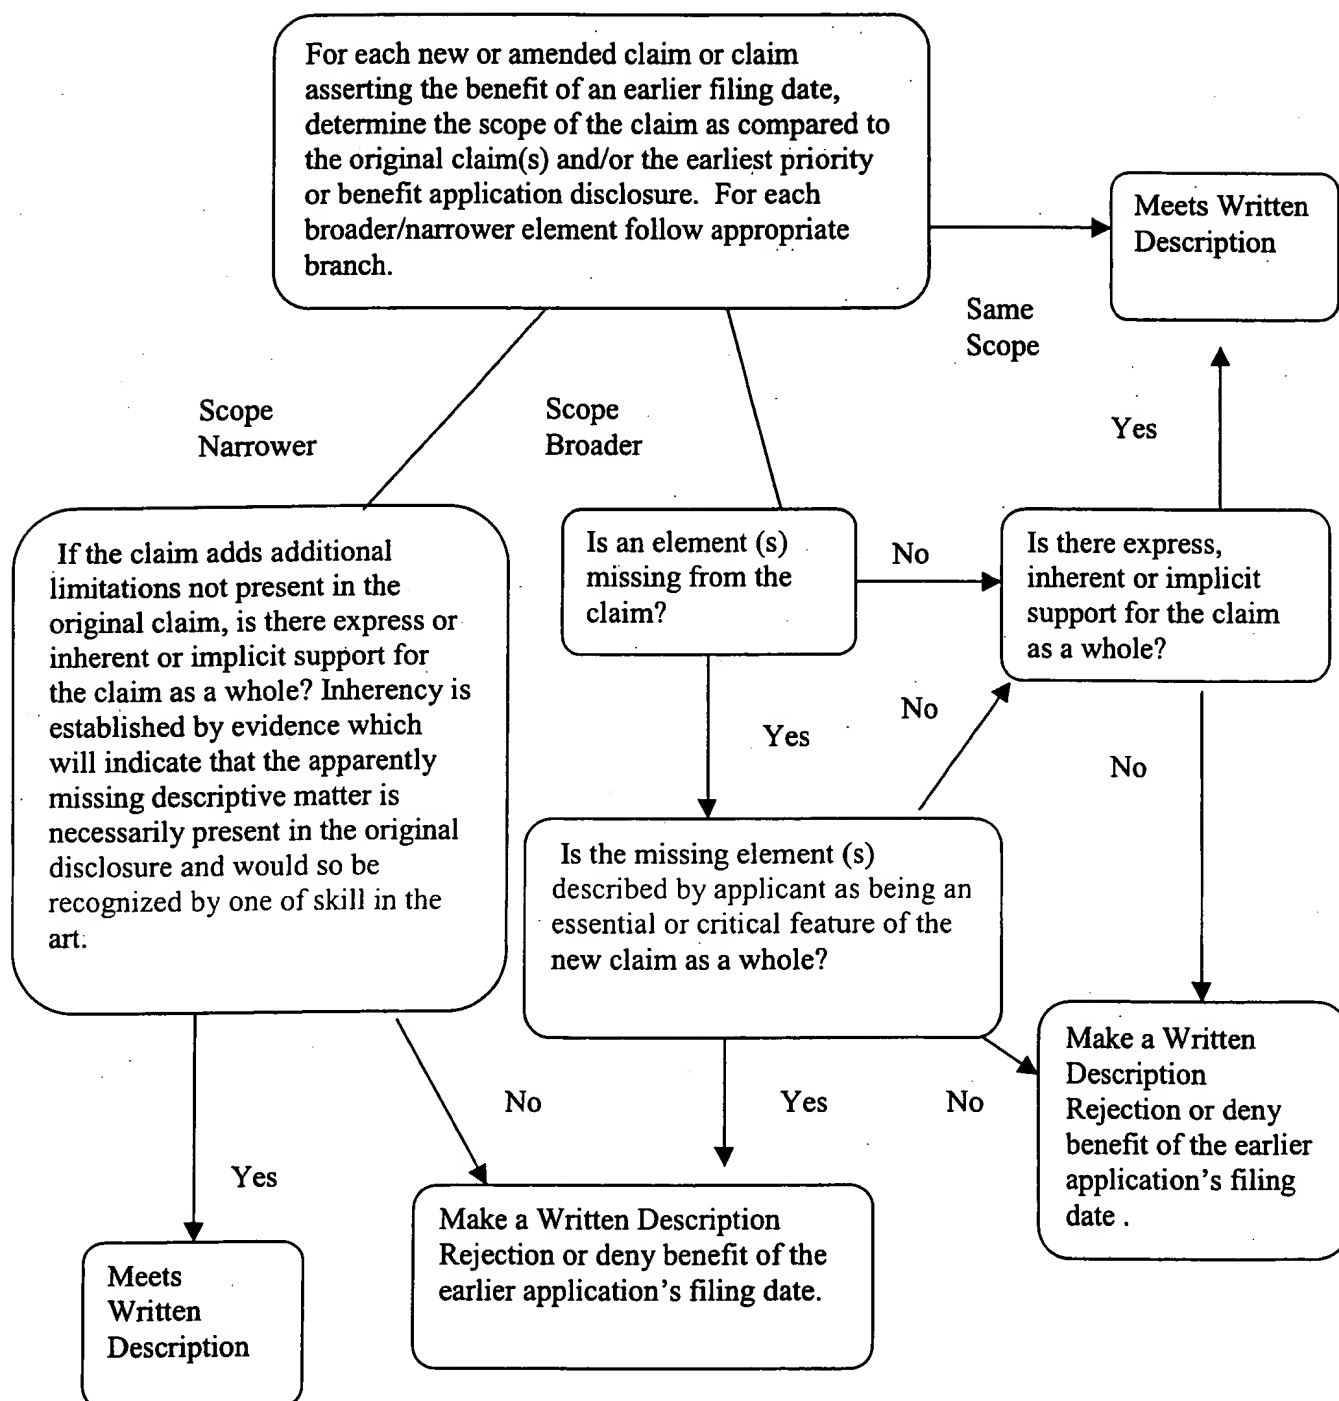 For each new or amended claim or claim
asserting the benefit of an earlier filing date,
determine the scope of the claim as compared to
the original claim(s) and/or the earliest priority
or benefit application disclosure. For each
broader/narrower element follow appropriate
branch.
Meets Written
Description
Same
Scope
Scope
Narrower
Scope
Broader
Yes
If the claim adds additional
limitations not present in the
original claim, is there express or
inherent or implicit support for
the claim as a whole? Inherency is
established by evidence which
will indicate that the apparently
missing descriptive matter is
necessarily present in the original
disclosure and would so be
recognized by one of skill in the
art.
Is an element (s)
missing from the
claim?
No
Is there express,
inherent or implicit
support for the claim
as a whole?
Yes
No
No
Is the missing element (s)
described by applicant as being an
essential or critical feature of the
new claim as a whole?
No
Yes
No
Make a Written
Description
Rejection or deny
benefit of the earlier
application's filing
date .
Yes
Make a Written Description
Rejection or deny benefit of the
earlier application's filing date.
Meets
Written
Description